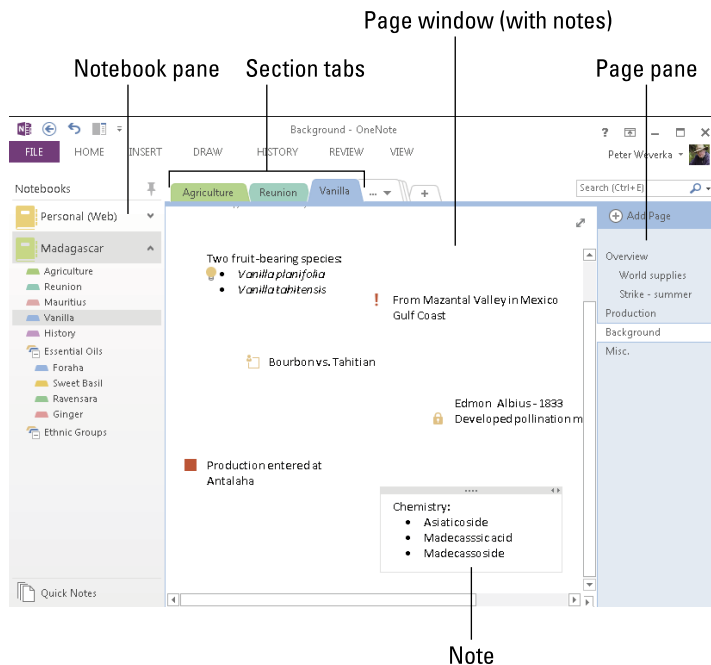 Page window (with notes)
Notebook pane
Section tabs
Page pane
Background - OneNote
?
FILE
HOME
INSERT
DRAW
HISTORY
REVIEW
VIEW
Peter Weverka
Notebooks
Agriculture
Reunion
Vanilla
...
+
Search (Ctrl+E)
Personal (Web)
Madagascar
Agriculture
Reunion
Mauritius
Vanilla
History
Essential Oils
Foraha
Sweet Basil
Ravensara
Ginger
Ethnic Groups
Quick Notes
Two fruit-bearing species:
• Vanilla planifolia
• Vanilla tahitensis
! From Mazantal Valley in Mexico
Gulf Coast
Bourbon vs. Tahitian
Edmon Albius - 1833
Developed pollination m
Production entered at
Antalaha
Chemistry:
• Asiaticoside
• Madecasssic acid
• Madecassoside
Add Page
Overview
World supplies
Strike - summer
Production
Background
Misc.
Note